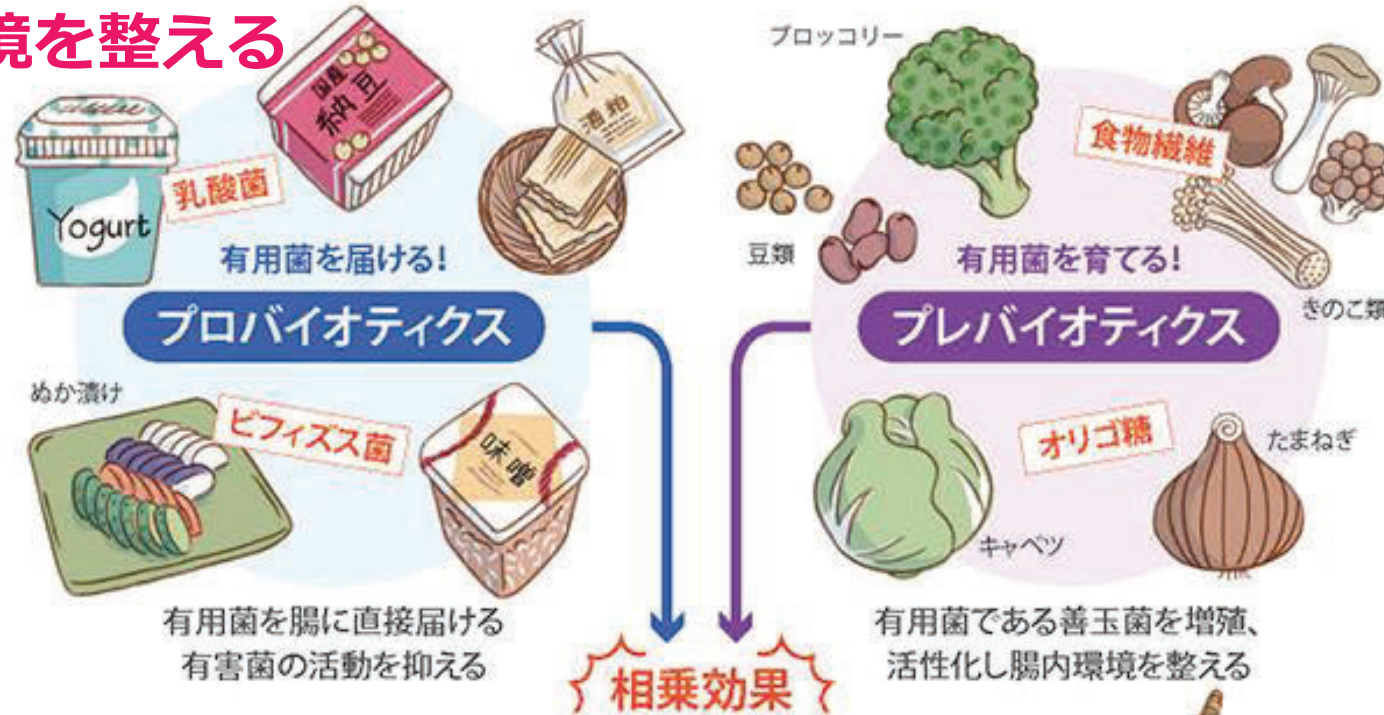 境を整える
国産
納豆
酒粕
Yogurt
乳酸菌
有用菌を届ける!
プロバイオティクス
ぬか漬け
ビフィズス菌
味噌
有用菌を腸に直接届ける
有害菌の活動を抑える
ブロッコリー
食物繊維
豆類
有用菌を育てる!
きのこ類
プレバイオティクス
オリゴ糖
たまねぎ
キャベツ
有用菌である善玉菌を増殖、
活性化し腸内環境を整える
相乗効果